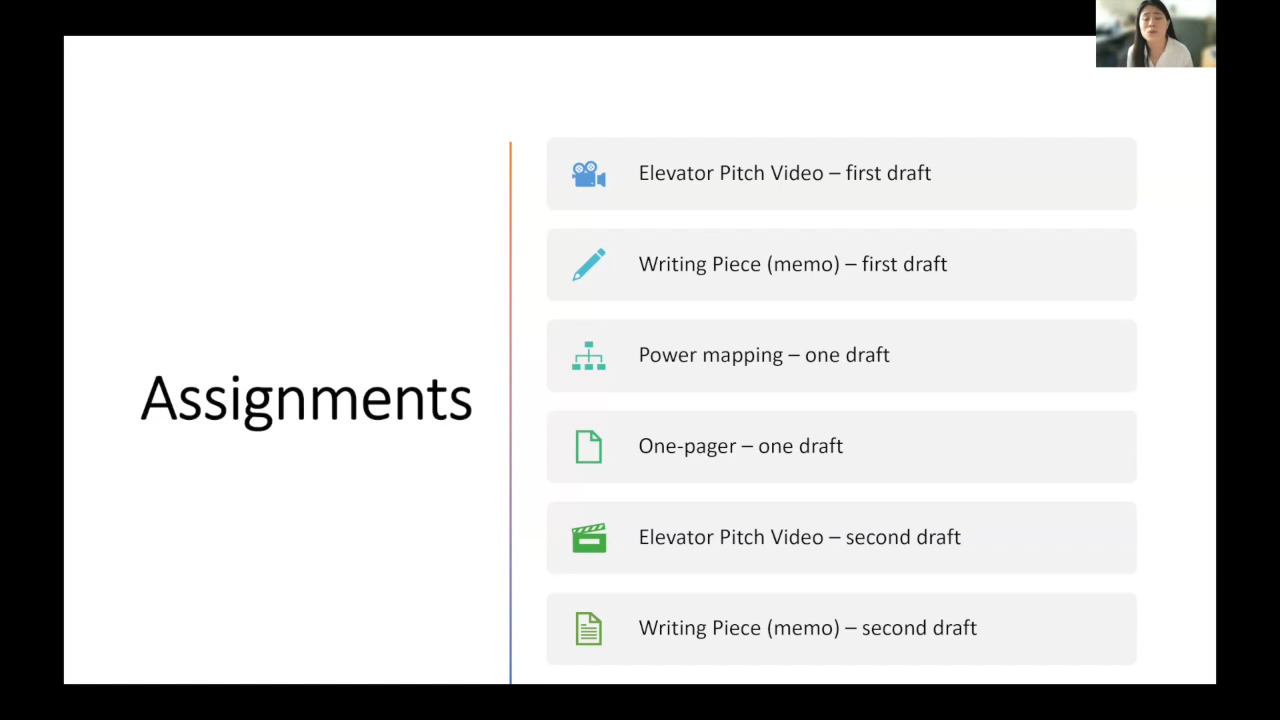 Assignments
Elevator Pitch Video – first draft
Writing Piece (memo) – first draft
Power mapping – one draft
One-pager – one draft
Elevator Pitch Video – second draft
Writing Piece (memo) – second draft